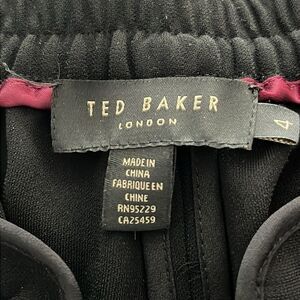 TED BAKER
LONDON
4
MADE IN
CHINA
FABRIQUE EN
CHINE
RN95229
CA25459